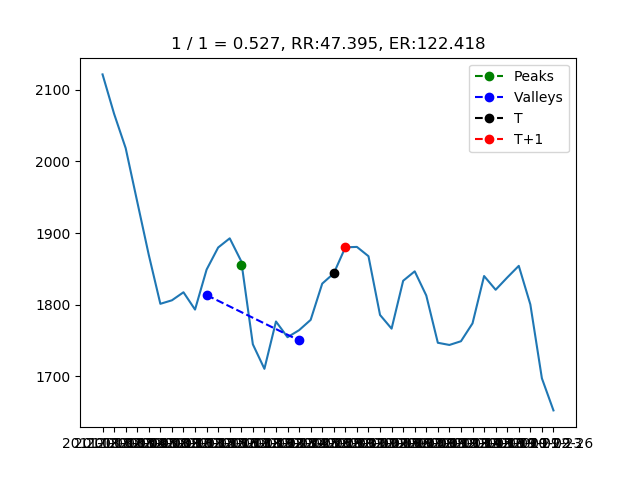 1 / 1 = 0.527, RR:47.395, ER:122.418
Peaks
Valleys
T
T+1
2100
2000
1900
1800
1700